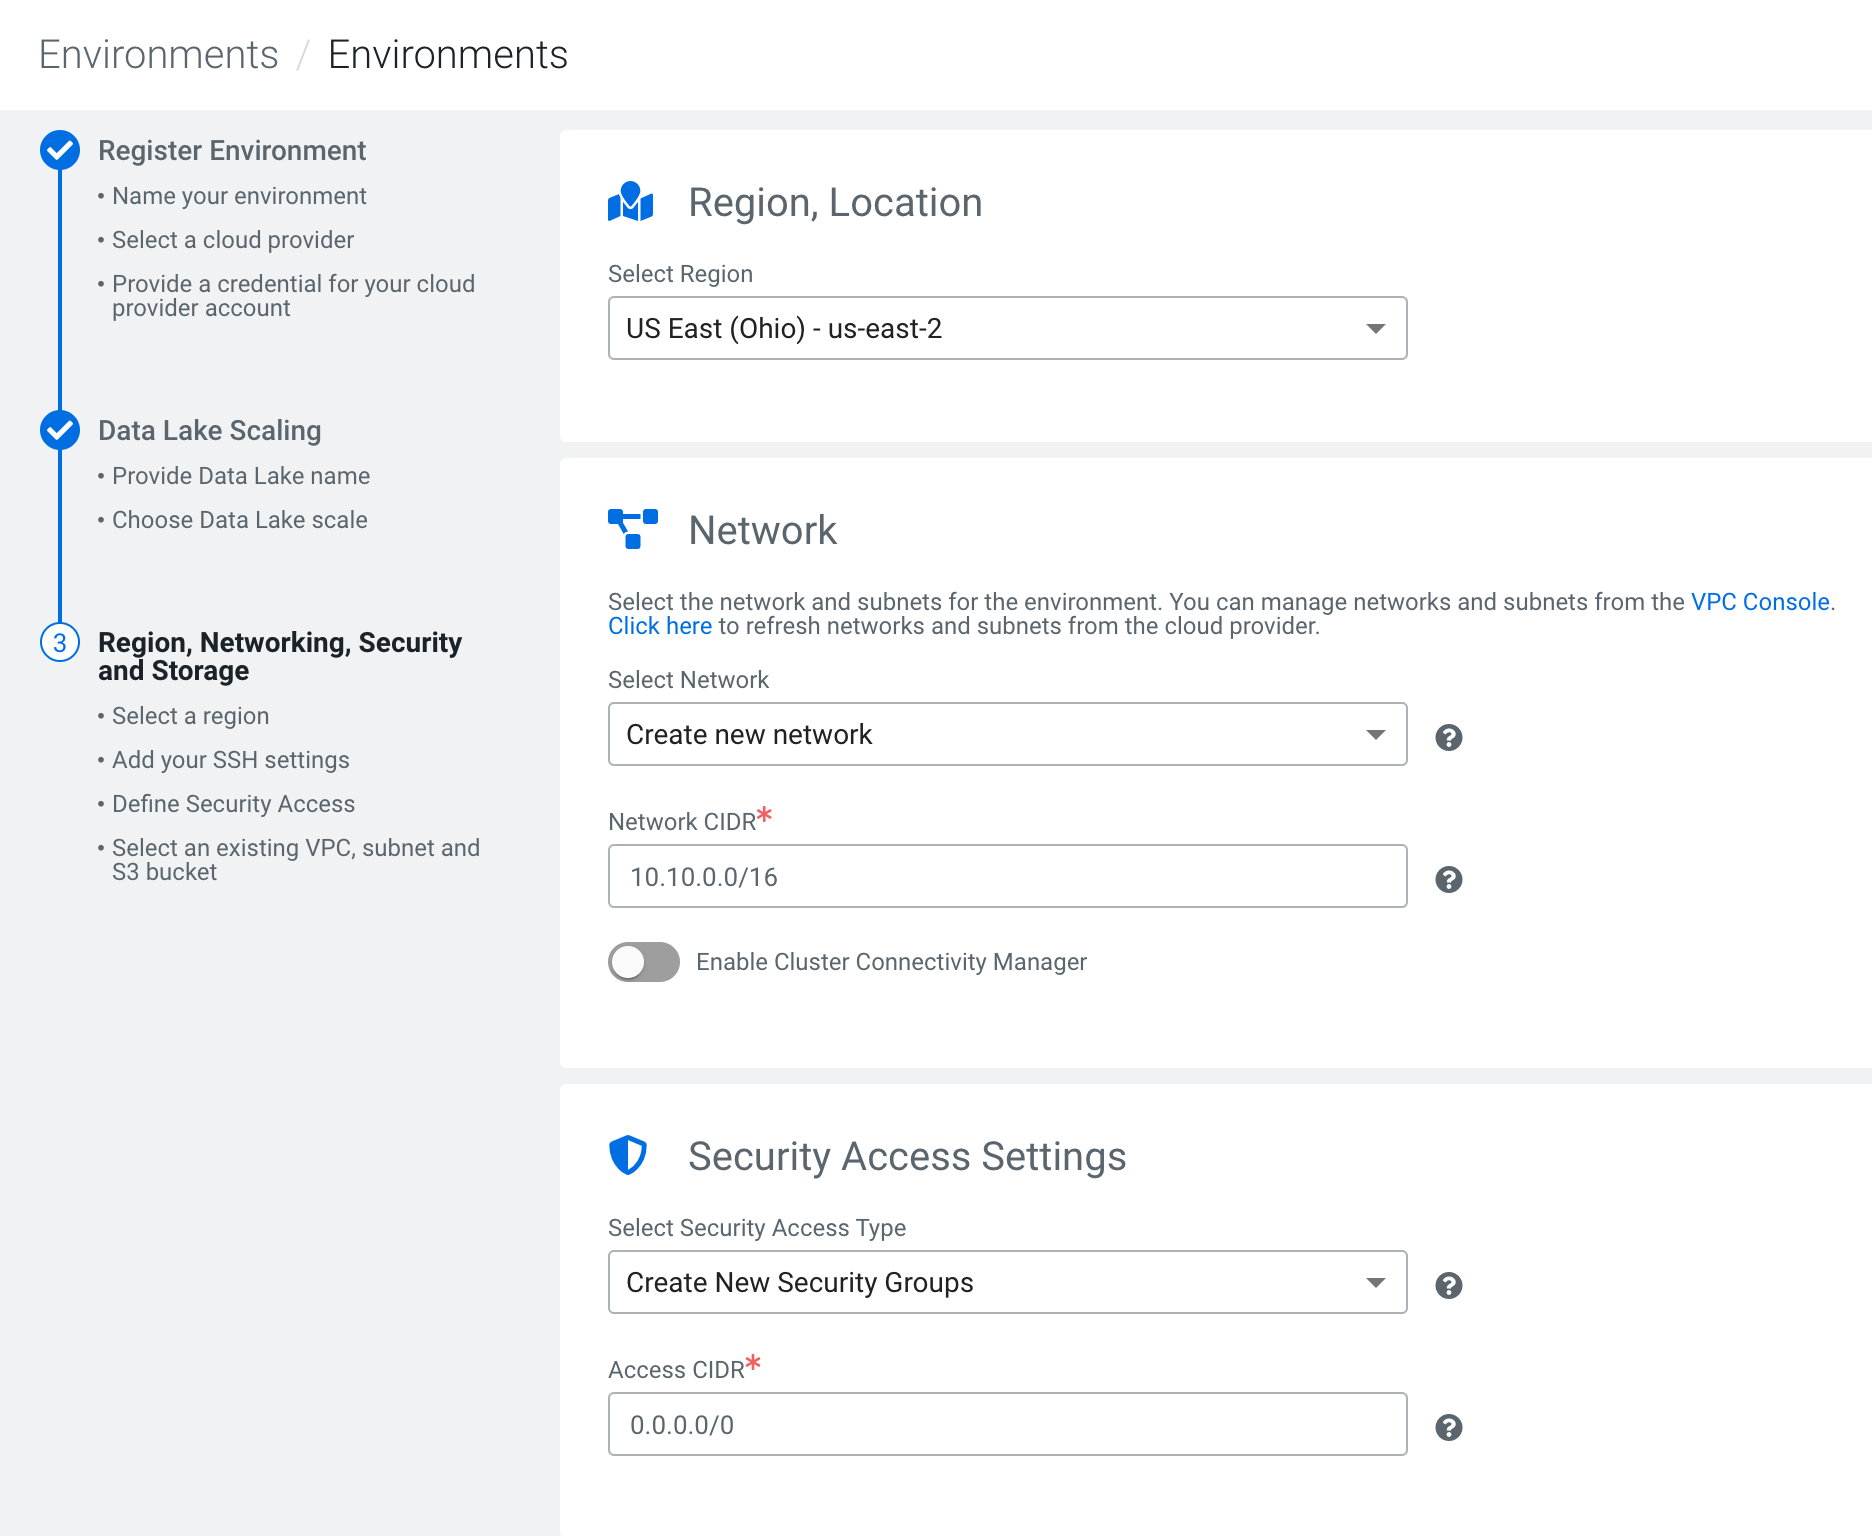 Environments / Environments
Register Environment
• Name your environment
• Select a cloud provider
• Provide a credential for your cloud
provider account
Data Lake Scaling
• Provide Data Lake name
• Choose Data Lake scale
3
Region, Networking, Security
and Storage
• Select a region
• Add your SSH settings
• Define Security Access
• Select an existing VPC, subnet and
S3 bucket
Region, Location
Select Region
US East (Ohio) - us-east-2
Network
Select the network and subnets for the environment. You can manage networks and subnets from the VPC Console.
Click here to refresh networks and subnets from the cloud provider.
Select Network
Create new network
?
Network CIDR*
10.10.0.0/16
?
Enable Cluster Connectivity Manager
Security Access Settings
Select Security Access Type
Create New Security Groups
?
Access CIDR*
0.0.0.0/0
?